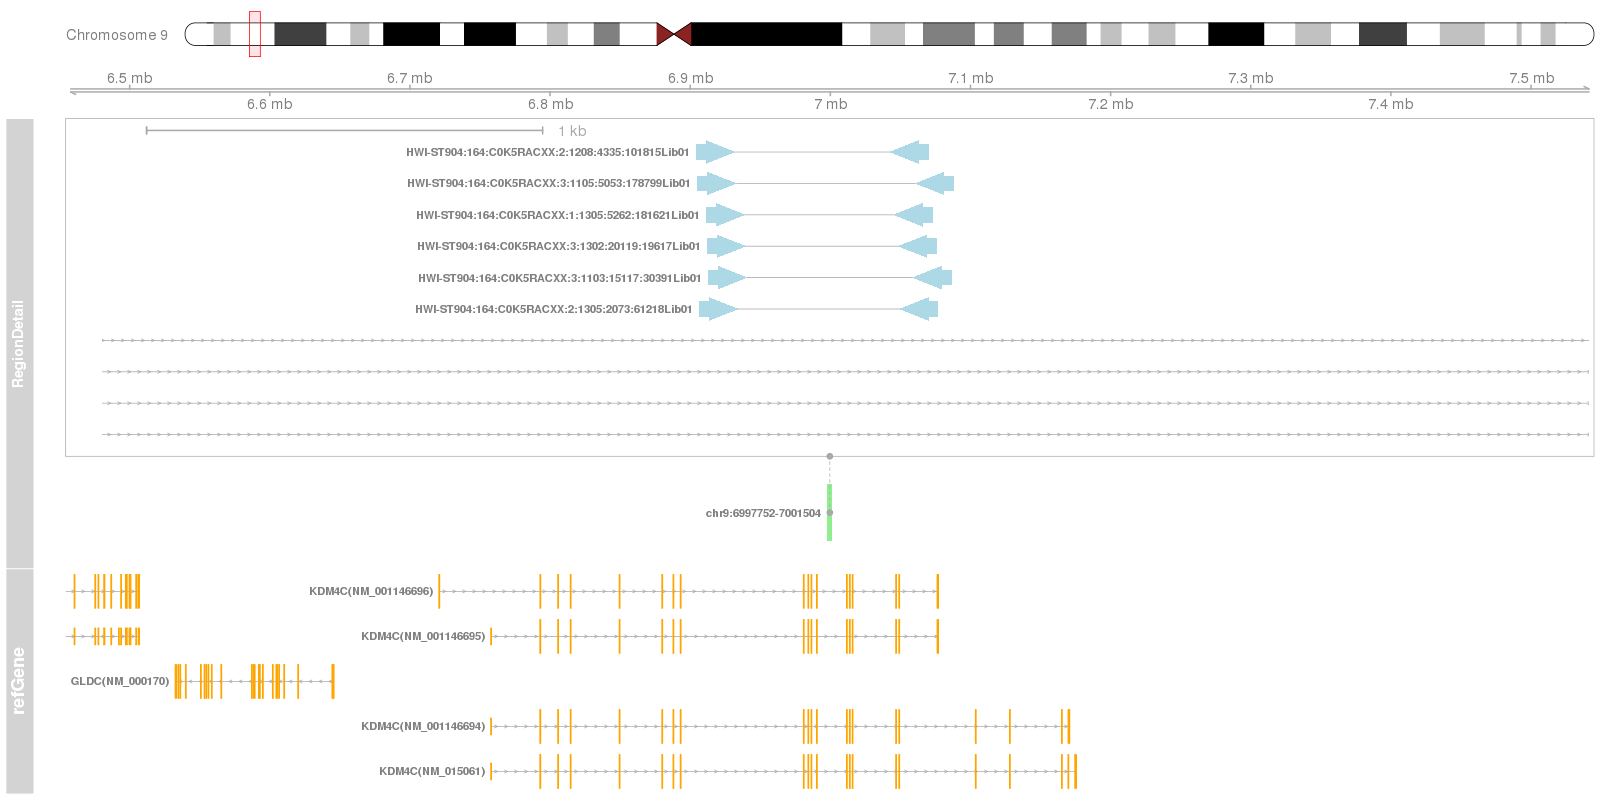 Chromosome 9
6.5 mb 6.7 mb 6.9 mb 7.1 mb 7.3 mb 7.5 mb
6.6 mb 6.8 mb 7 mb 7.2 mb 7.4 mb
1 kb
HWI-ST904:164:C0K5RACXX:2:1208:4335:101815Lib01
HWI-ST904:164:C0K5RACXX:3:1105:5053:178799Lib01
HWI-ST904:164:C0K5RACXX:1:1305:5262:181621Lib01
HWI-ST904:164:C0K5RACXX:3:1302:20119:19617Lib01
HWI-ST904:164:C0K5RACXX:3:1103:15117:30391Lib01
HWI-ST904:164:C0K5RACXX:2:1305:2073:61218Lib01
RegionDetail
chr9:6997752-7001504
KDM4C(NM_001146696)
KDM4C(NM_001146695)
GLDC(NM_000170)
refGene
KDM4C(NM_001146694)
KDM4C(NM_015061)